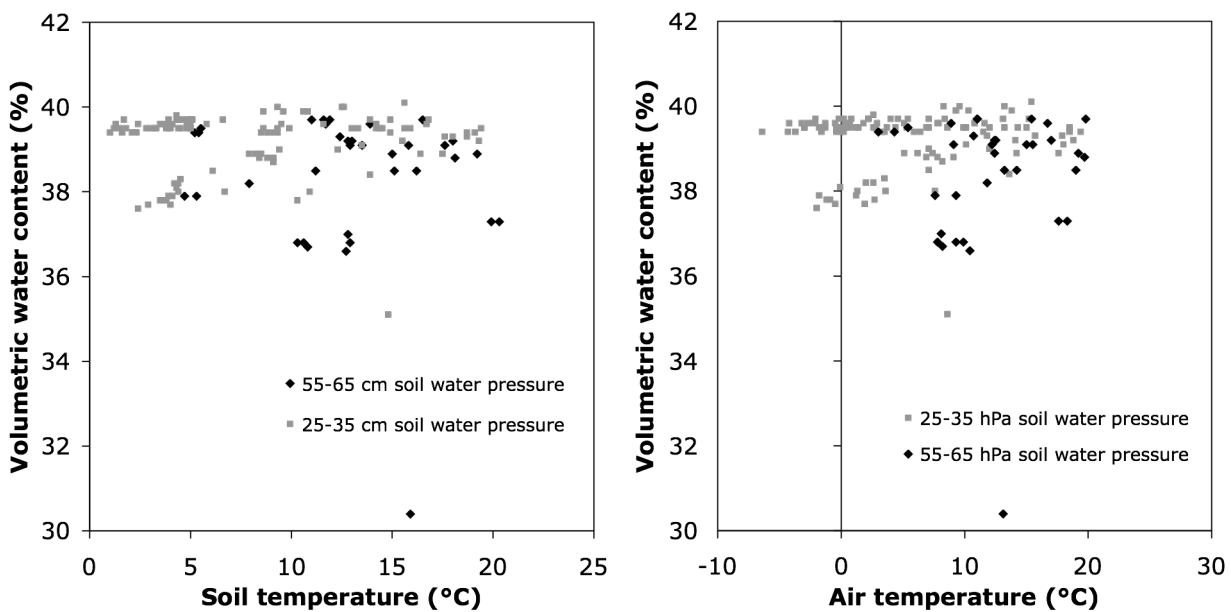 42
40
38
36
34
32
30
Volumetric water content (%)
55-65 cm soil water pressure
25-35 cm soil water pressure
0 5 10 15 20 25
Soil temperature (°C)
42
40
38
36
34
32
30
Volumetric water content (%)
25-35 hPa soil water pressure
55-65 hPa soil water pressure
-10 0 10 20 30
Air temperature (°C)